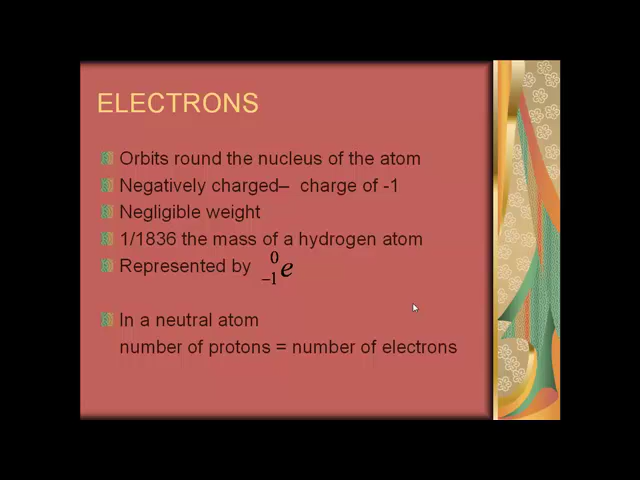 ELECTRONS
Orbits round the nucleus of the atom
Negatively charged– charge of -1
Negligible weight
1/1836 the mass of a hydrogen atom
Represented by ⁰₋₁e
In a neutral atom
number of protons = number of electrons